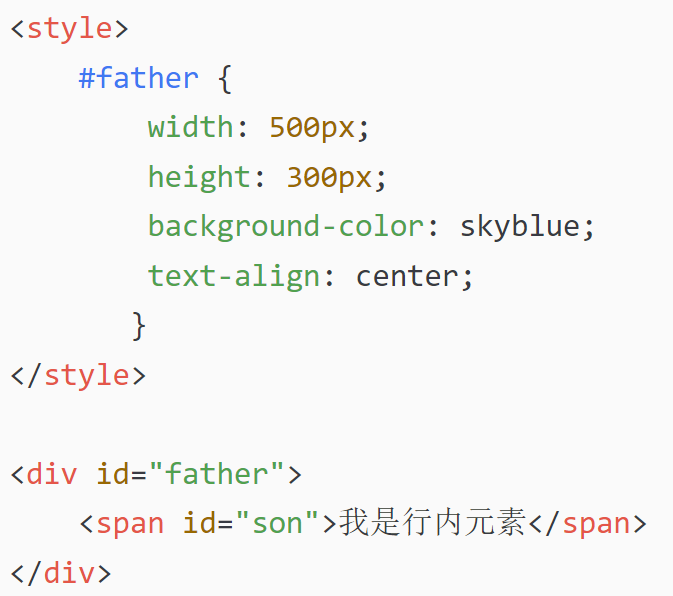 <style>
    #father {
        width: 500px;
        height: 300px;
        background-color: skyblue;
        text-align: center;
       }
</style>

<div id="father">
    <span id="son">我是行内元素</span>
</div>